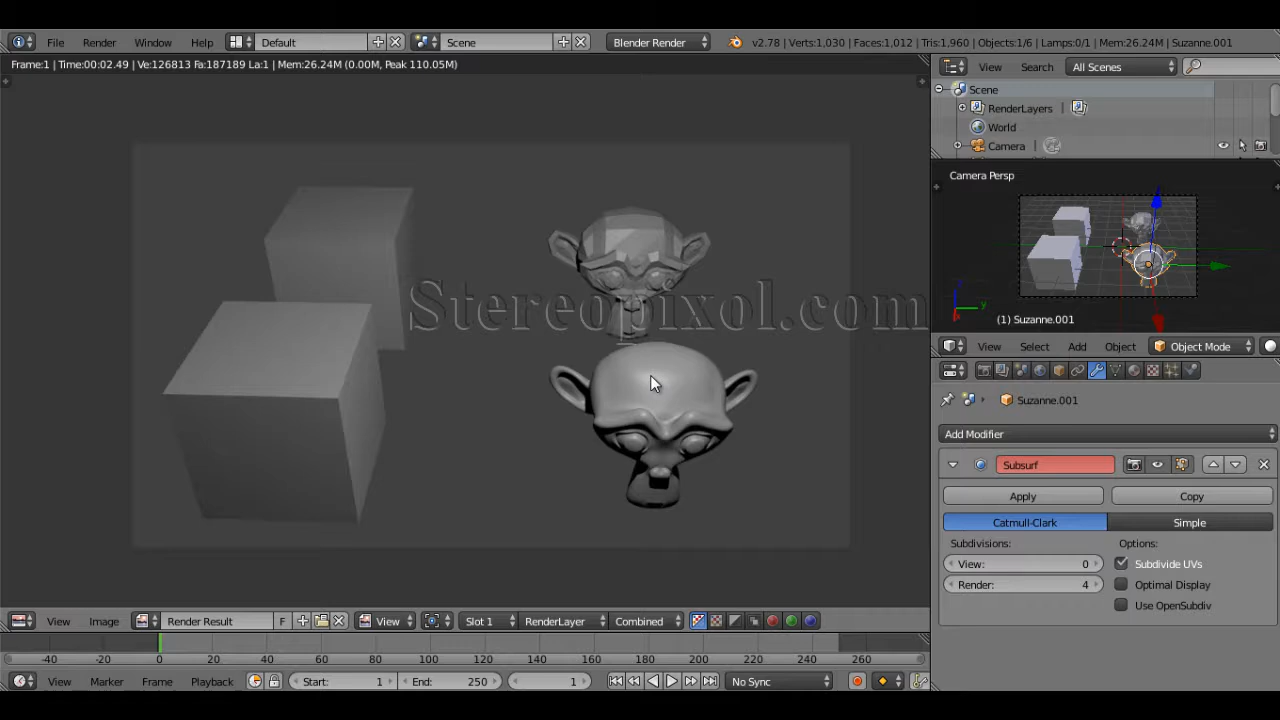 File Render Window Help Default Scene Blender Render v2.78 | Verts:1,030 | Faces:1,012 | Tris:1,960 | Objects:1/6 | Lamps:0/1 | Mem:26.24M | Suzanne.001
Frame:1 | Time:00:02.49 | Ve:126813 Fa:187189 La:1 | Mem:26.24M (0.00M, Peak 110.05M)
View Search All Scenes
Scene
RenderLayers
World
Camera
Camera Persp
Stereopixol.com
(1) Suzanne.001
View Select Add Object Object Mode
Suzanne.001
Add Modifier
Subsurf
Apply Copy
Catmull-Clark Simple
Subdivisions: Options:
View: 0 Subdivide UVs
Render: 4 Optimal Display
Use OpenSubdiv
View Image Render Result F View Slot 1 RenderLayer Combined
-40 -20 0 20 40 60 80 100 120 140 160 180 200 220 240 260
View Marker Frame Playback Start: 1 End: 250 1 No Sync